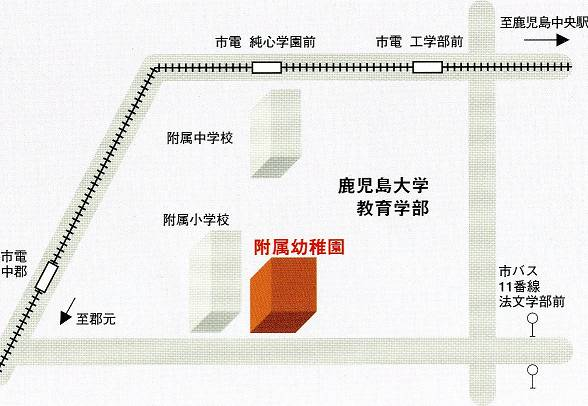 至鹿児島中央駅
市電 純心学園前
市電 工学部前
附属中学校
鹿児島大学
教育学部
附属小学校
附属幼稚園
市電
中郡
至郡元
市バス
11番線
法文学部前